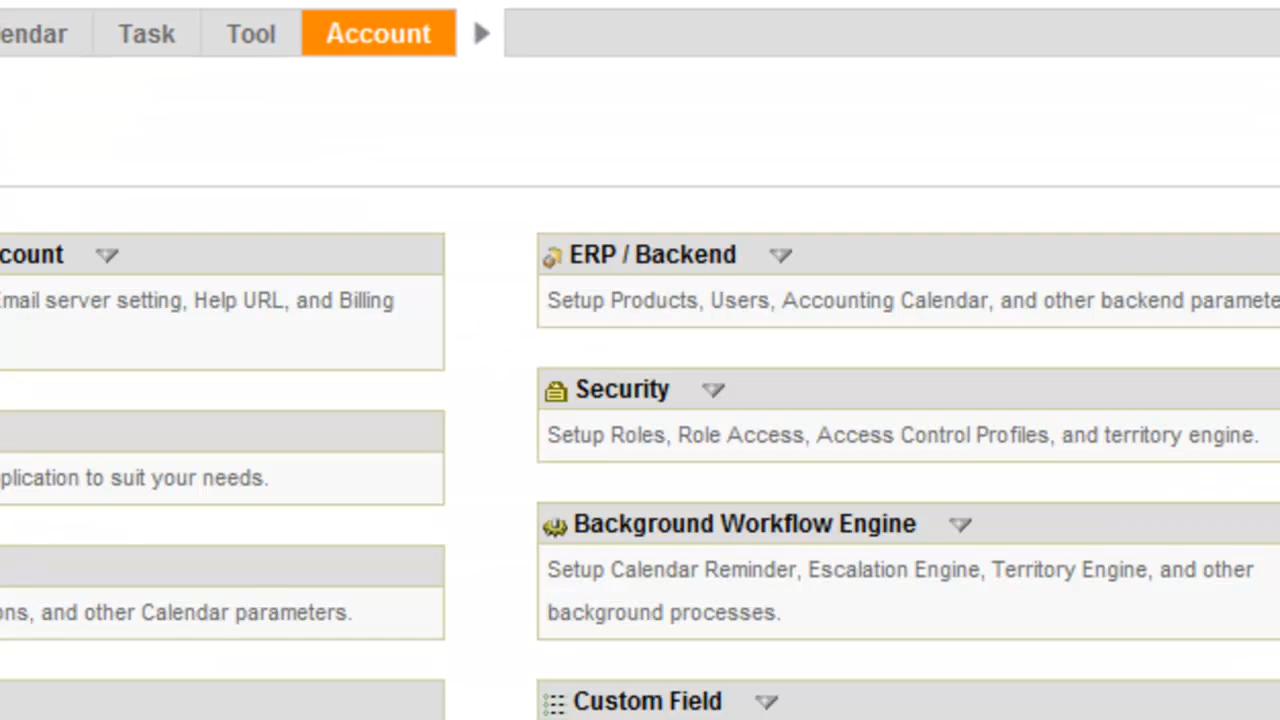 endar Task Tool Account
count
Email server setting, Help URL, and Billing
plication to suit your needs.
ons, and other Calendar parameters.
ERP / Backend
Setup Products, Users, Accounting Calendar, and other backend paramete
Security
Setup Roles, Role Access, Access Control Profiles, and territory engine.
Background Workflow Engine
Setup Calendar Reminder, Escalation Engine, Territory Engine, and other
background processes.
Custom Field